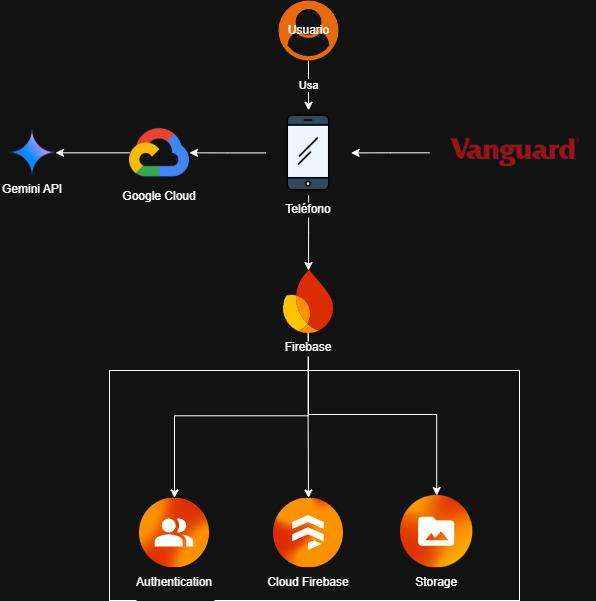 Usuario
Usa
Vanguard
Gemini API
Google Cloud
Teléfono
Firebase
Authentication
Cloud Firebase
Storage